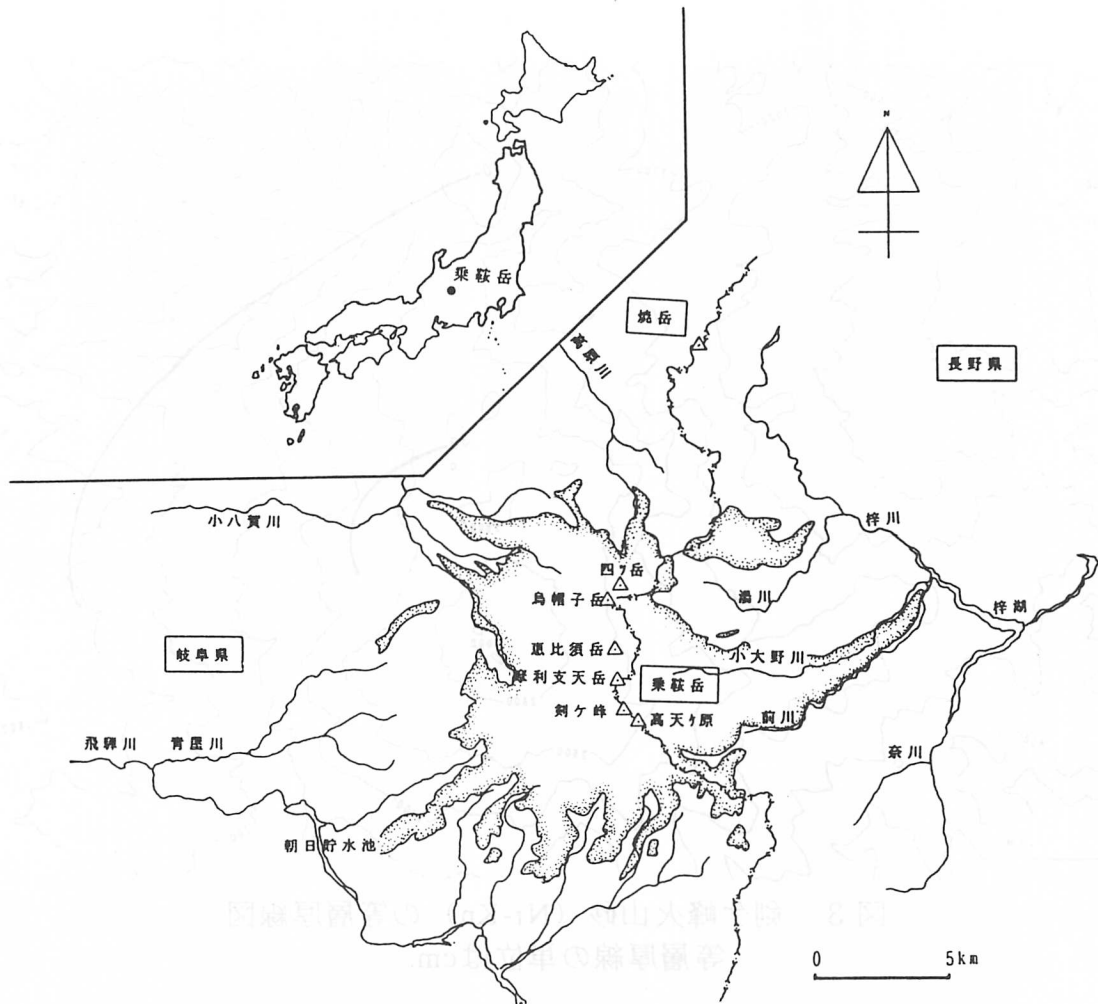 N
乗鞍岳
焼岳
高原川
長野県
小八賀川
梓川
四ッ岳
湯川
烏帽子岳
梓湖
岐阜県
恵比須岳
小大野川
摩利支天岳
乗鞍岳
剣ケ峰
高天ヶ原
前川
飛騨川
青屋川
奈川
朝日貯水池
0 5km